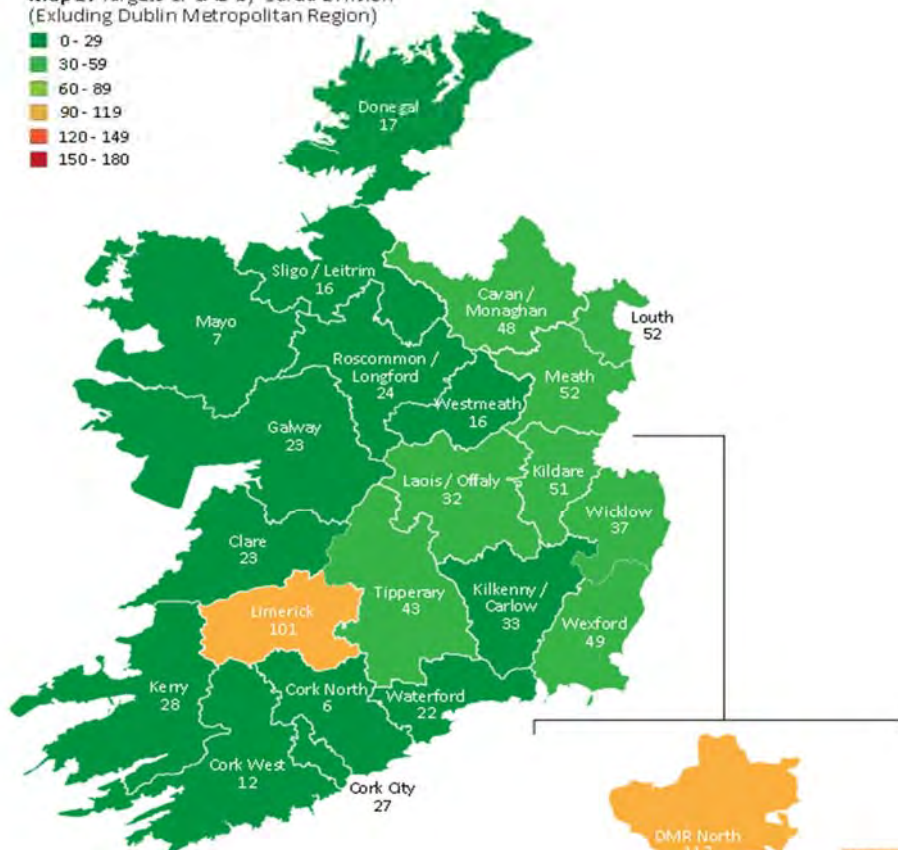 (Exluding Dublin Metropolitan Region)
0 - 29
30 -59
60 - 89
90 - 119
120 - 149
150 - 180
Donegal
17
Sligo / Leitrim
16
Mayo
7
Cavan /
Monaghan
48
Louth
52
Roscommon /
Longford
24
Meath
52
Westmeath
16
Galway
23
Laois / Offaly
32
Kildare
51
Wicklow
37
Clare
23
Tipperary
43
Kilkenny /
Carlow
33
Limerick
101
Wexford
49
Kerry
28
Cork North
6
Waterford
22
Cork West
12
Cork City
27
DMR North